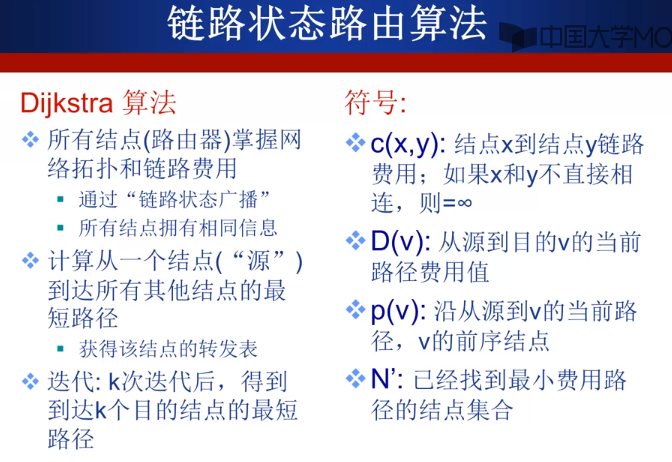 链路状态路由算法
中国大学MO
Dijkstra 算法
所有结点(路由器)掌握网
络拓扑和链路费用
通过“链路状态广播”
所有结点拥有相同信息
计算从一个结点(“源”)
到达所有其他结点的最
短路径
获得该结点的转发表
迭代: k次迭代后，得到
到达k个目的结点的最短
路径
符号:
c(x,y): 结点x到结点y链路
费用；如果x和y不直接相
连，则=∞
D(v): 从源到目的v的当前
路径费用值
p(v): 沿从源到v的当前路
径，v的前序结点
N’: 已经找到最小费用路
径的结点集合